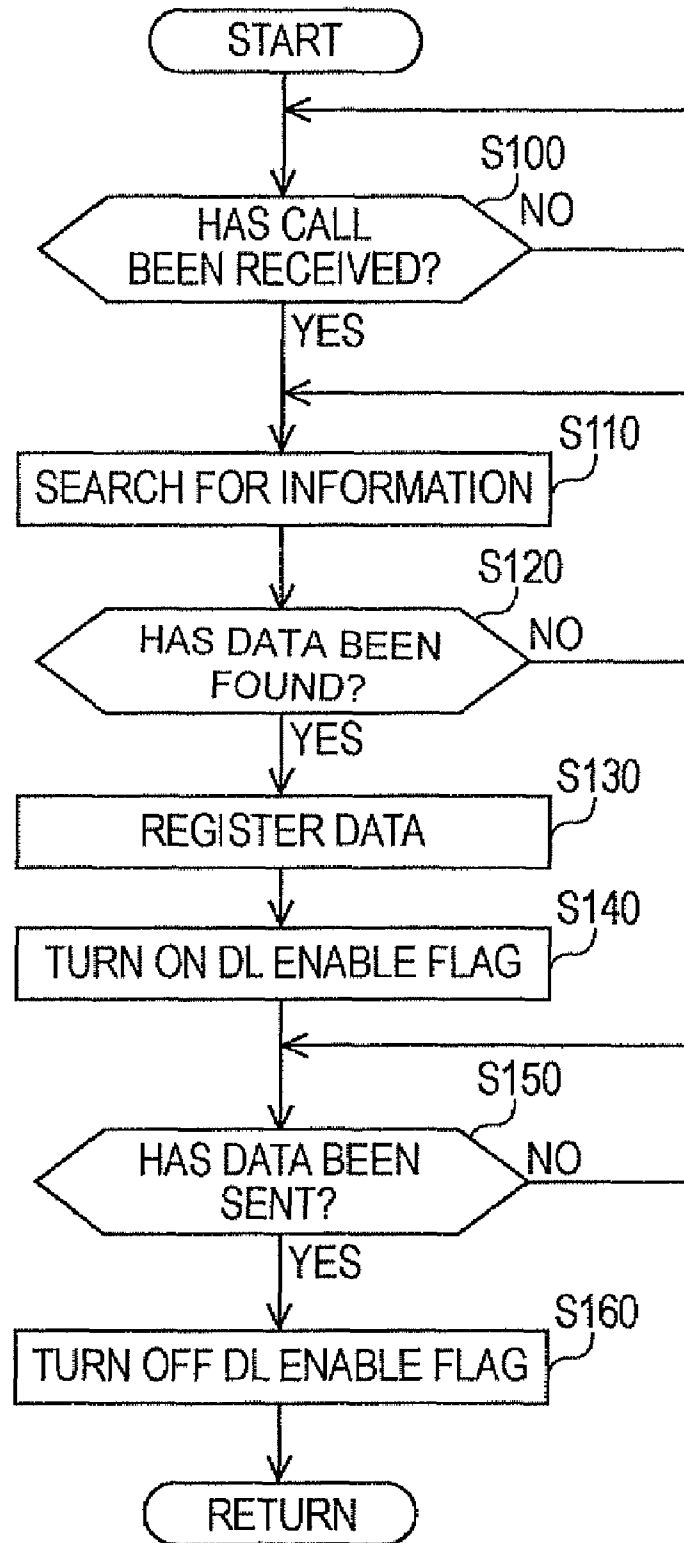 START
S100
HAS CALL
BEEN RECEIVED?
NO
YES
S110
SEARCH FOR INFORMATION
S120
HAS DATA BEEN
FOUND?
NO
YES
S130
REGISTER DATA
S140
TURN ON DL ENABLE FLAG
S150
HAS DATA BEEN
SENT?
NO
YES
S160
TURN OFF DL ENABLE FLAG
RETURN